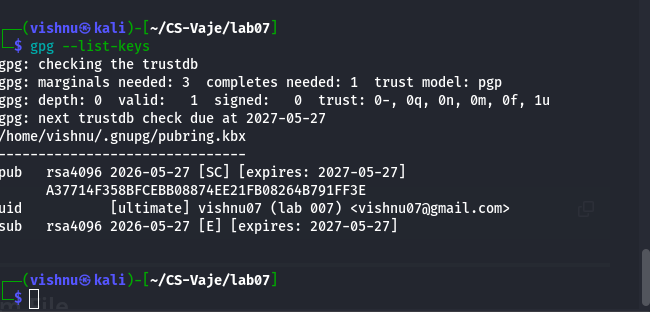 ┌──(vishnu㉿kali)-[~/CS-Vaje/lab07]
└─$ gpg --list-keys
gpg: checking the trustdb
gpg: marginals needed: 3  completes needed: 1  trust model: pgp
gpg: depth: 0  valid:   1  signed:   0  trust: 0-, 0q, 0n, 0m, 0f, 1u
gpg: next trustdb check due at 2027-05-27
/home/vishnu/.gnupg/pubring.kbx
-------------------------------
pub   rsa4096 2026-05-27 [SC] [expires: 2027-05-27]
      A37714F358BFCEBB08874EE21FB08264B791FF3E
uid           [ultimate] vishnu07 (lab 007) <vishnu07@gmail.com>
sub   rsa4096 2026-05-27 [E] [expires: 2027-05-27]
┌──(vishnu㉿kali)-[~/CS-Vaje/lab07]
└─$